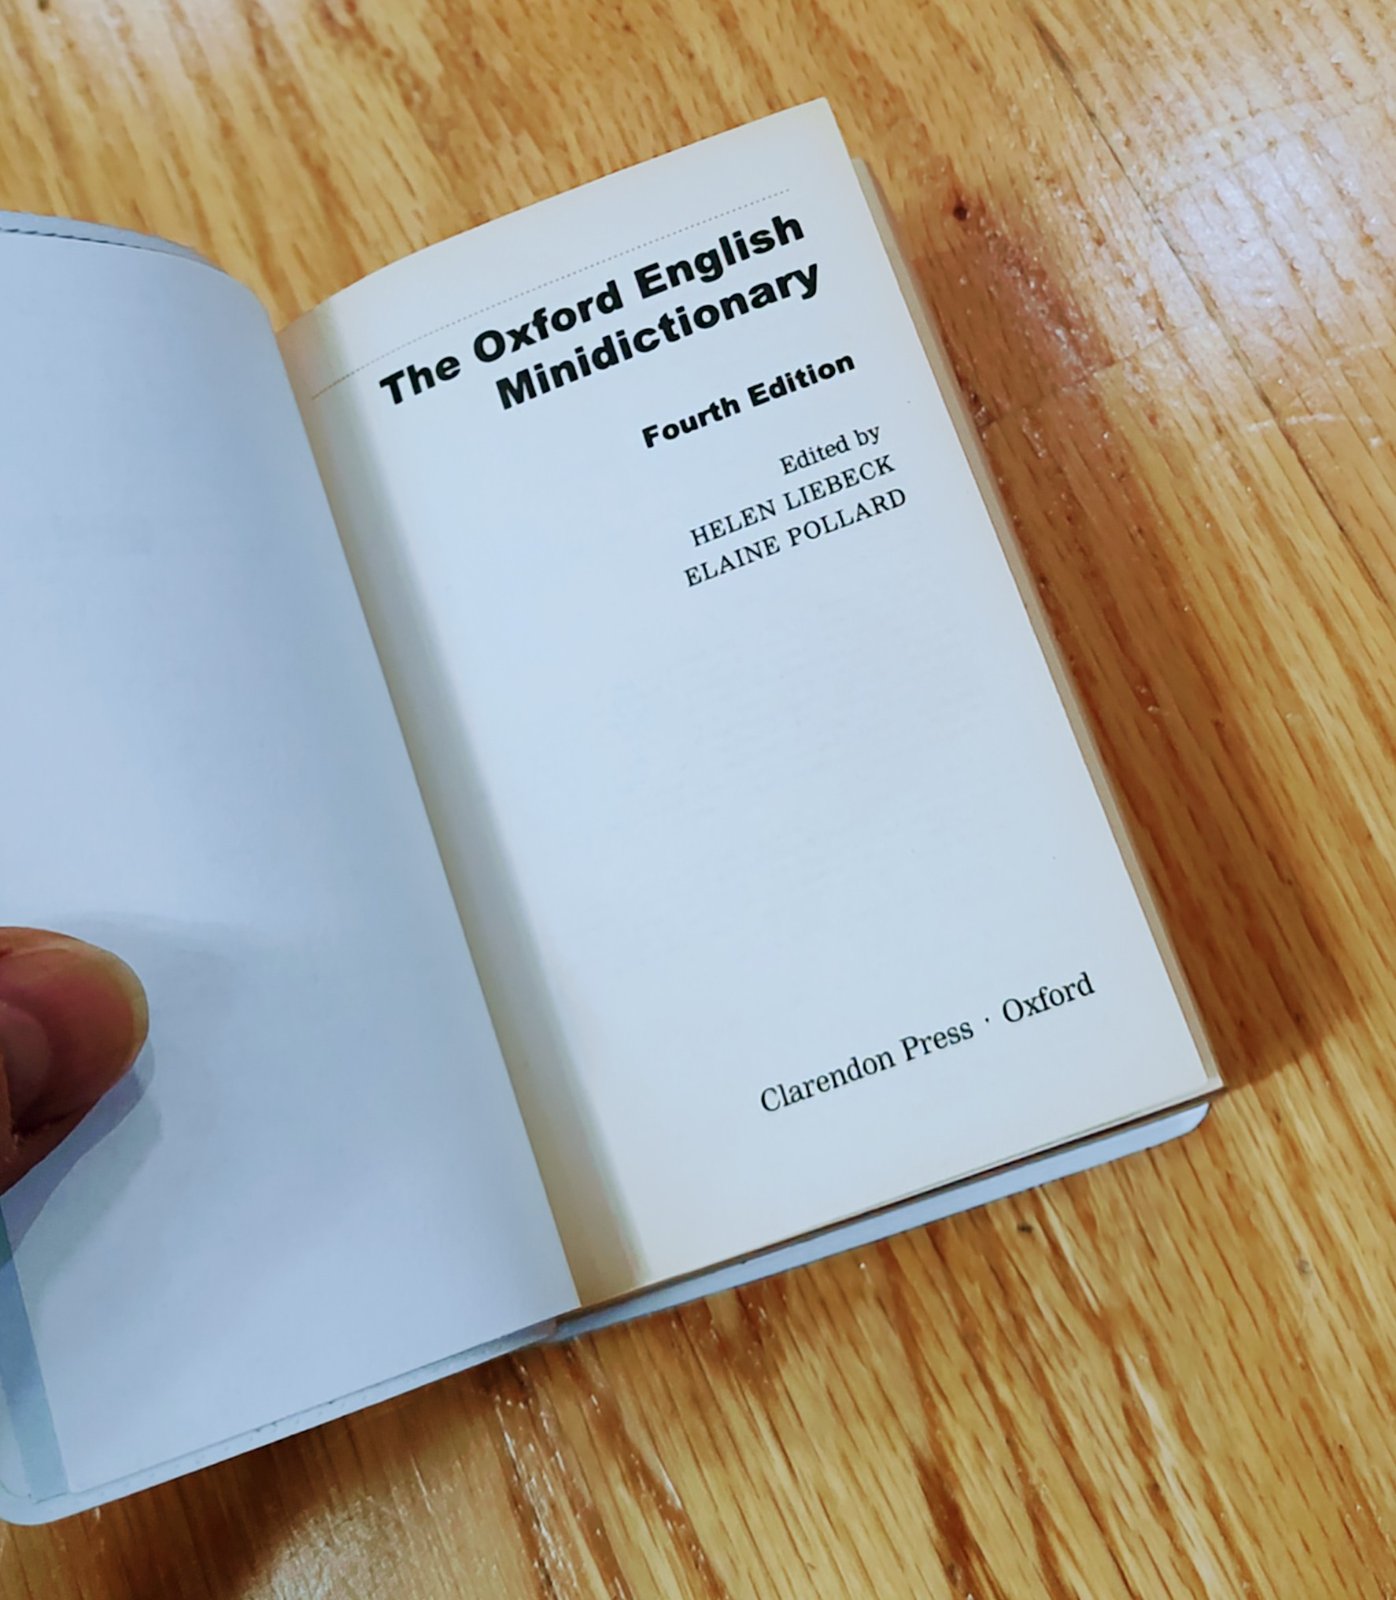 The Oxford English
Minidictionary
Fourth Edition
Edited by
HELEN LIEBECK
ELAINE POLLARD
Clarendon Press · Oxford